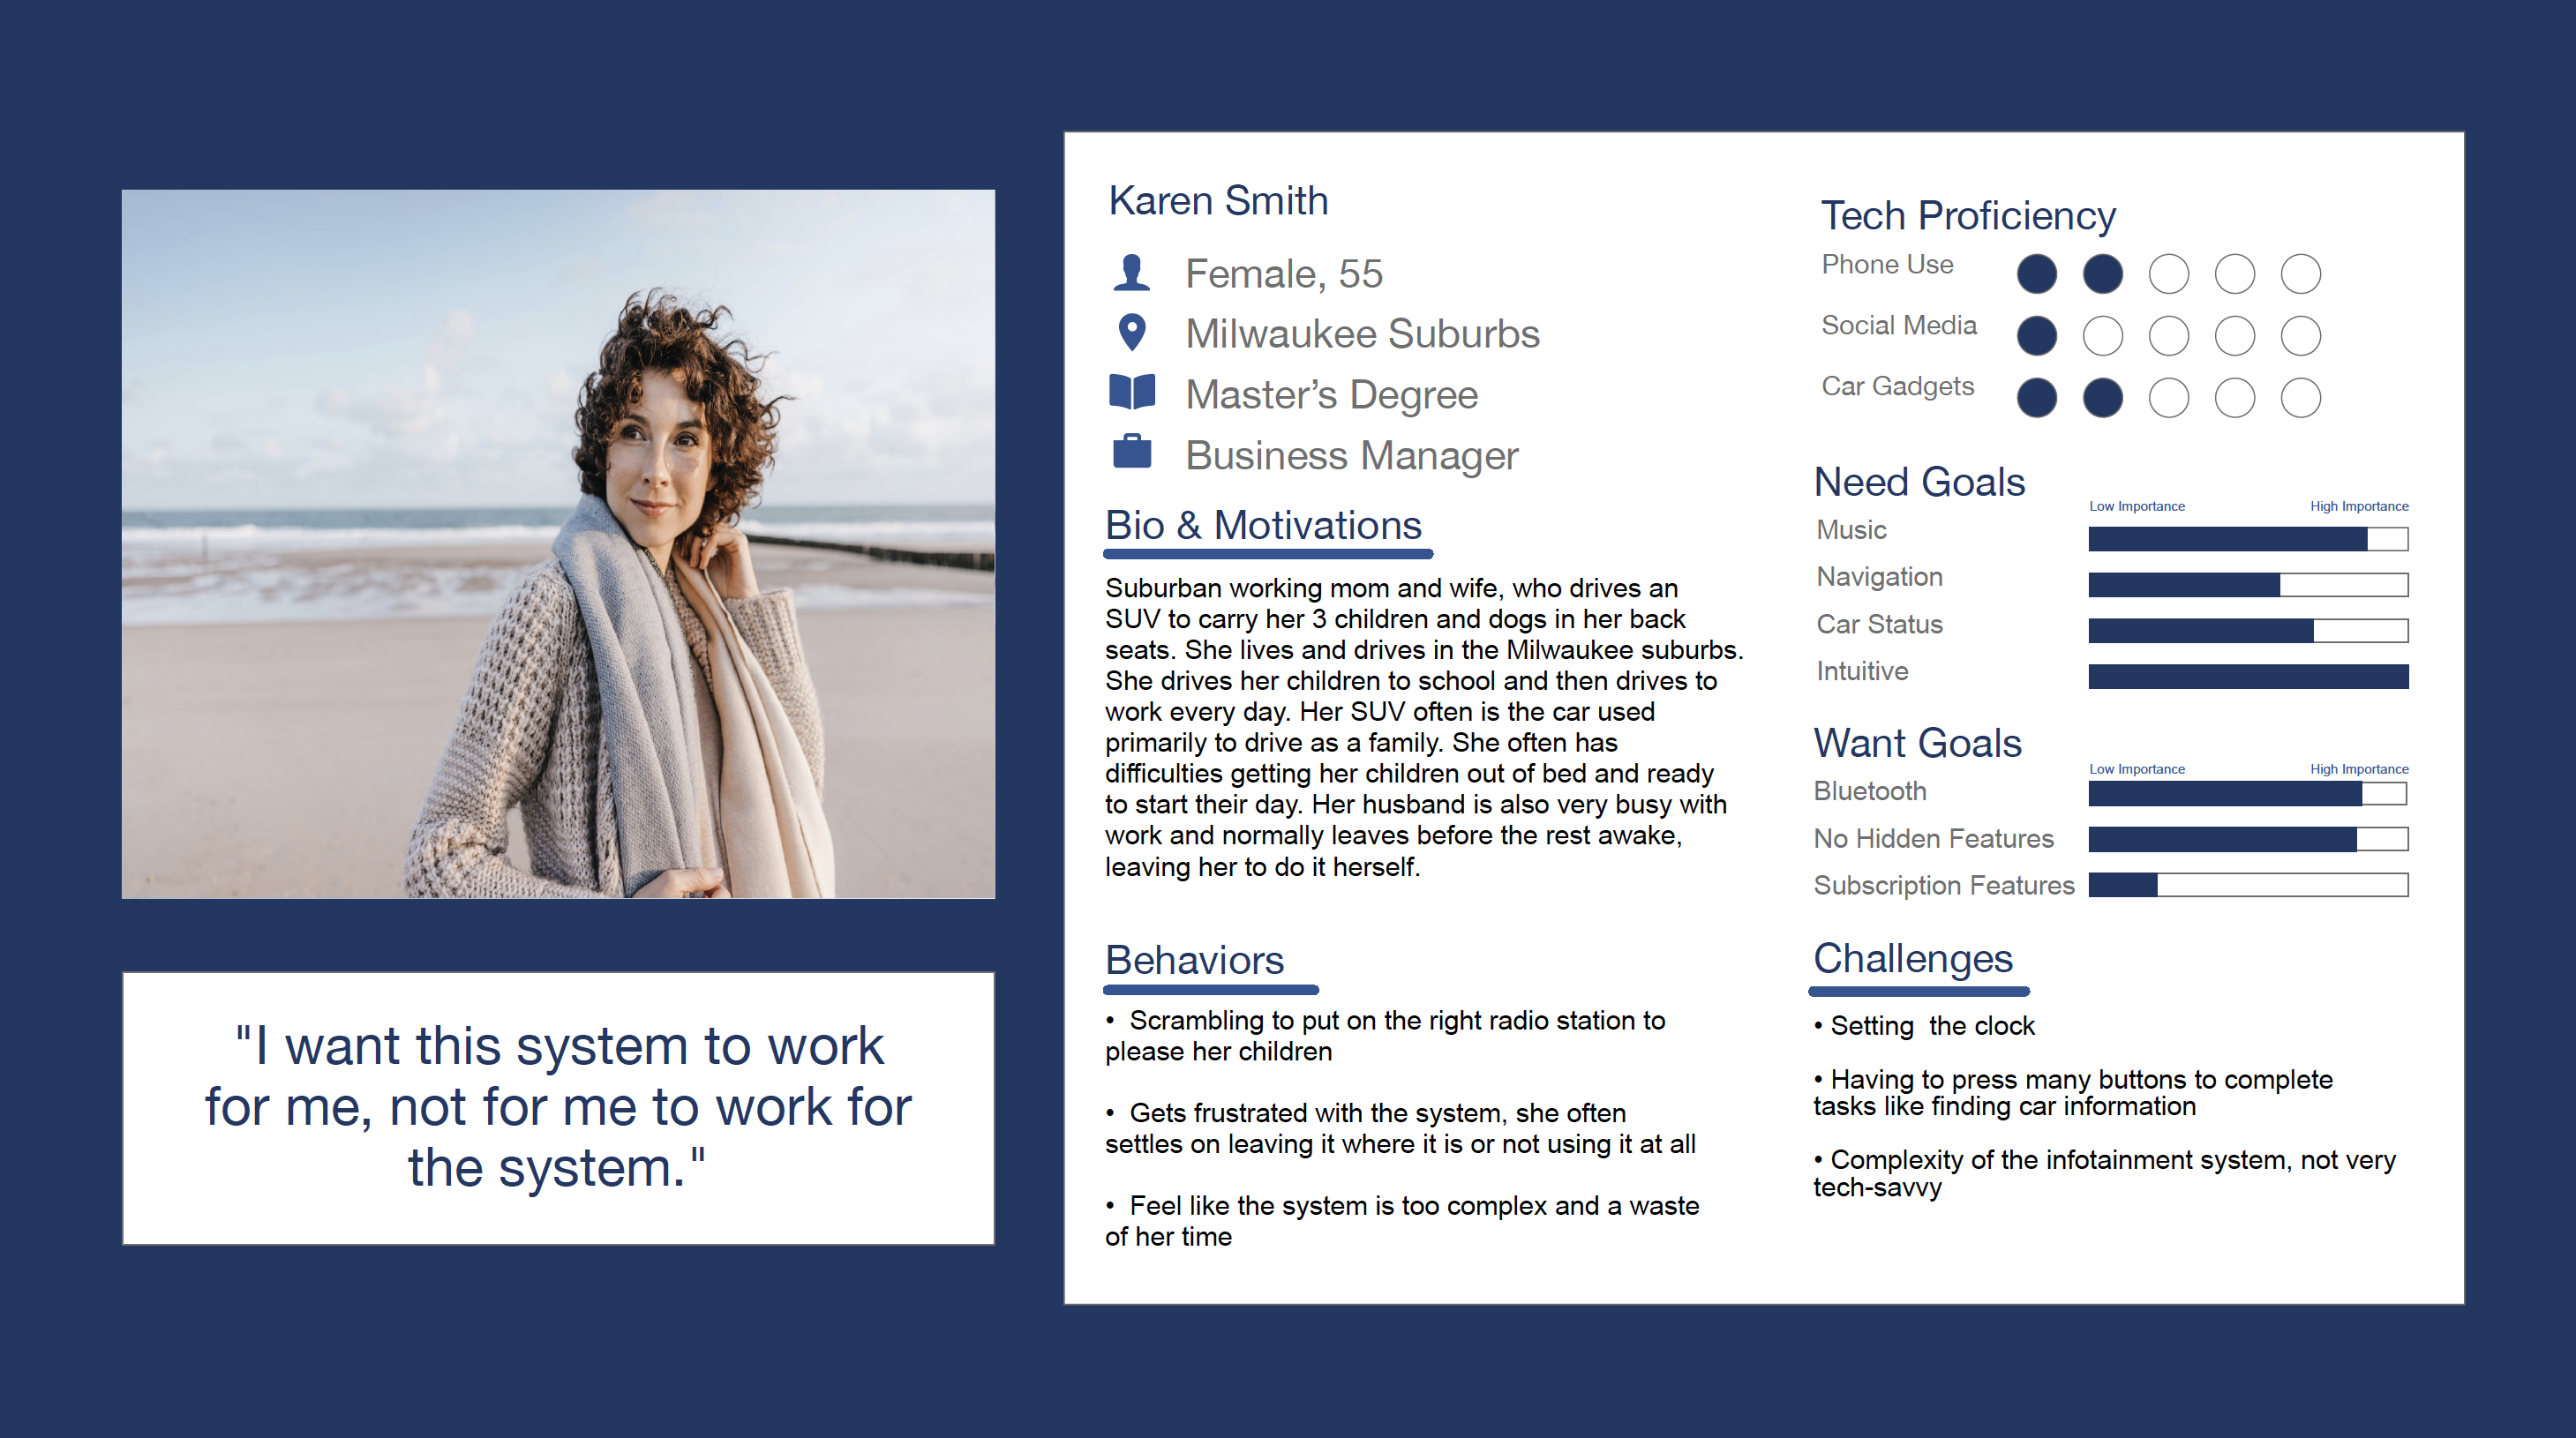 "I want this system to work
for me, not for me to work for
the system."
Karen Smith
Female, 55
Milwaukee Suburbs
Master’s Degree
Business Manager
Bio & Motivations
Suburban working mom and wife, who drives an
SUV to carry her 3 children and dogs in her back
seats. She lives and drives in the Milwaukee suburbs.
She drives her children to school and then drives to
work every day. Her SUV often is the car used
primarily to drive as a family. She often has
difficulties getting her children out of bed and ready
to start their day. Her husband is also very busy with
work and normally leaves before the rest awake,
leaving her to do it herself.
Behaviors
• Scrambling to put on the right radio station to
please her children
• Gets frustrated with the system, she often
settles on leaving it where it is or not using it at all
• Feel like the system is too complex and a waste
of her time
Tech Proficiency
Phone Use
Social Media
Car Gadgets
Need Goals
Low Importance High Importance
Music
Navigation
Car Status
Intuitive
Want Goals
Low Importance High Importance
Bluetooth
No Hidden Features
Subscription Features
Challenges
• Setting the clock
• Having to press many buttons to complete
tasks like finding car information
• Complexity of the infotainment system, not very
tech-savvy